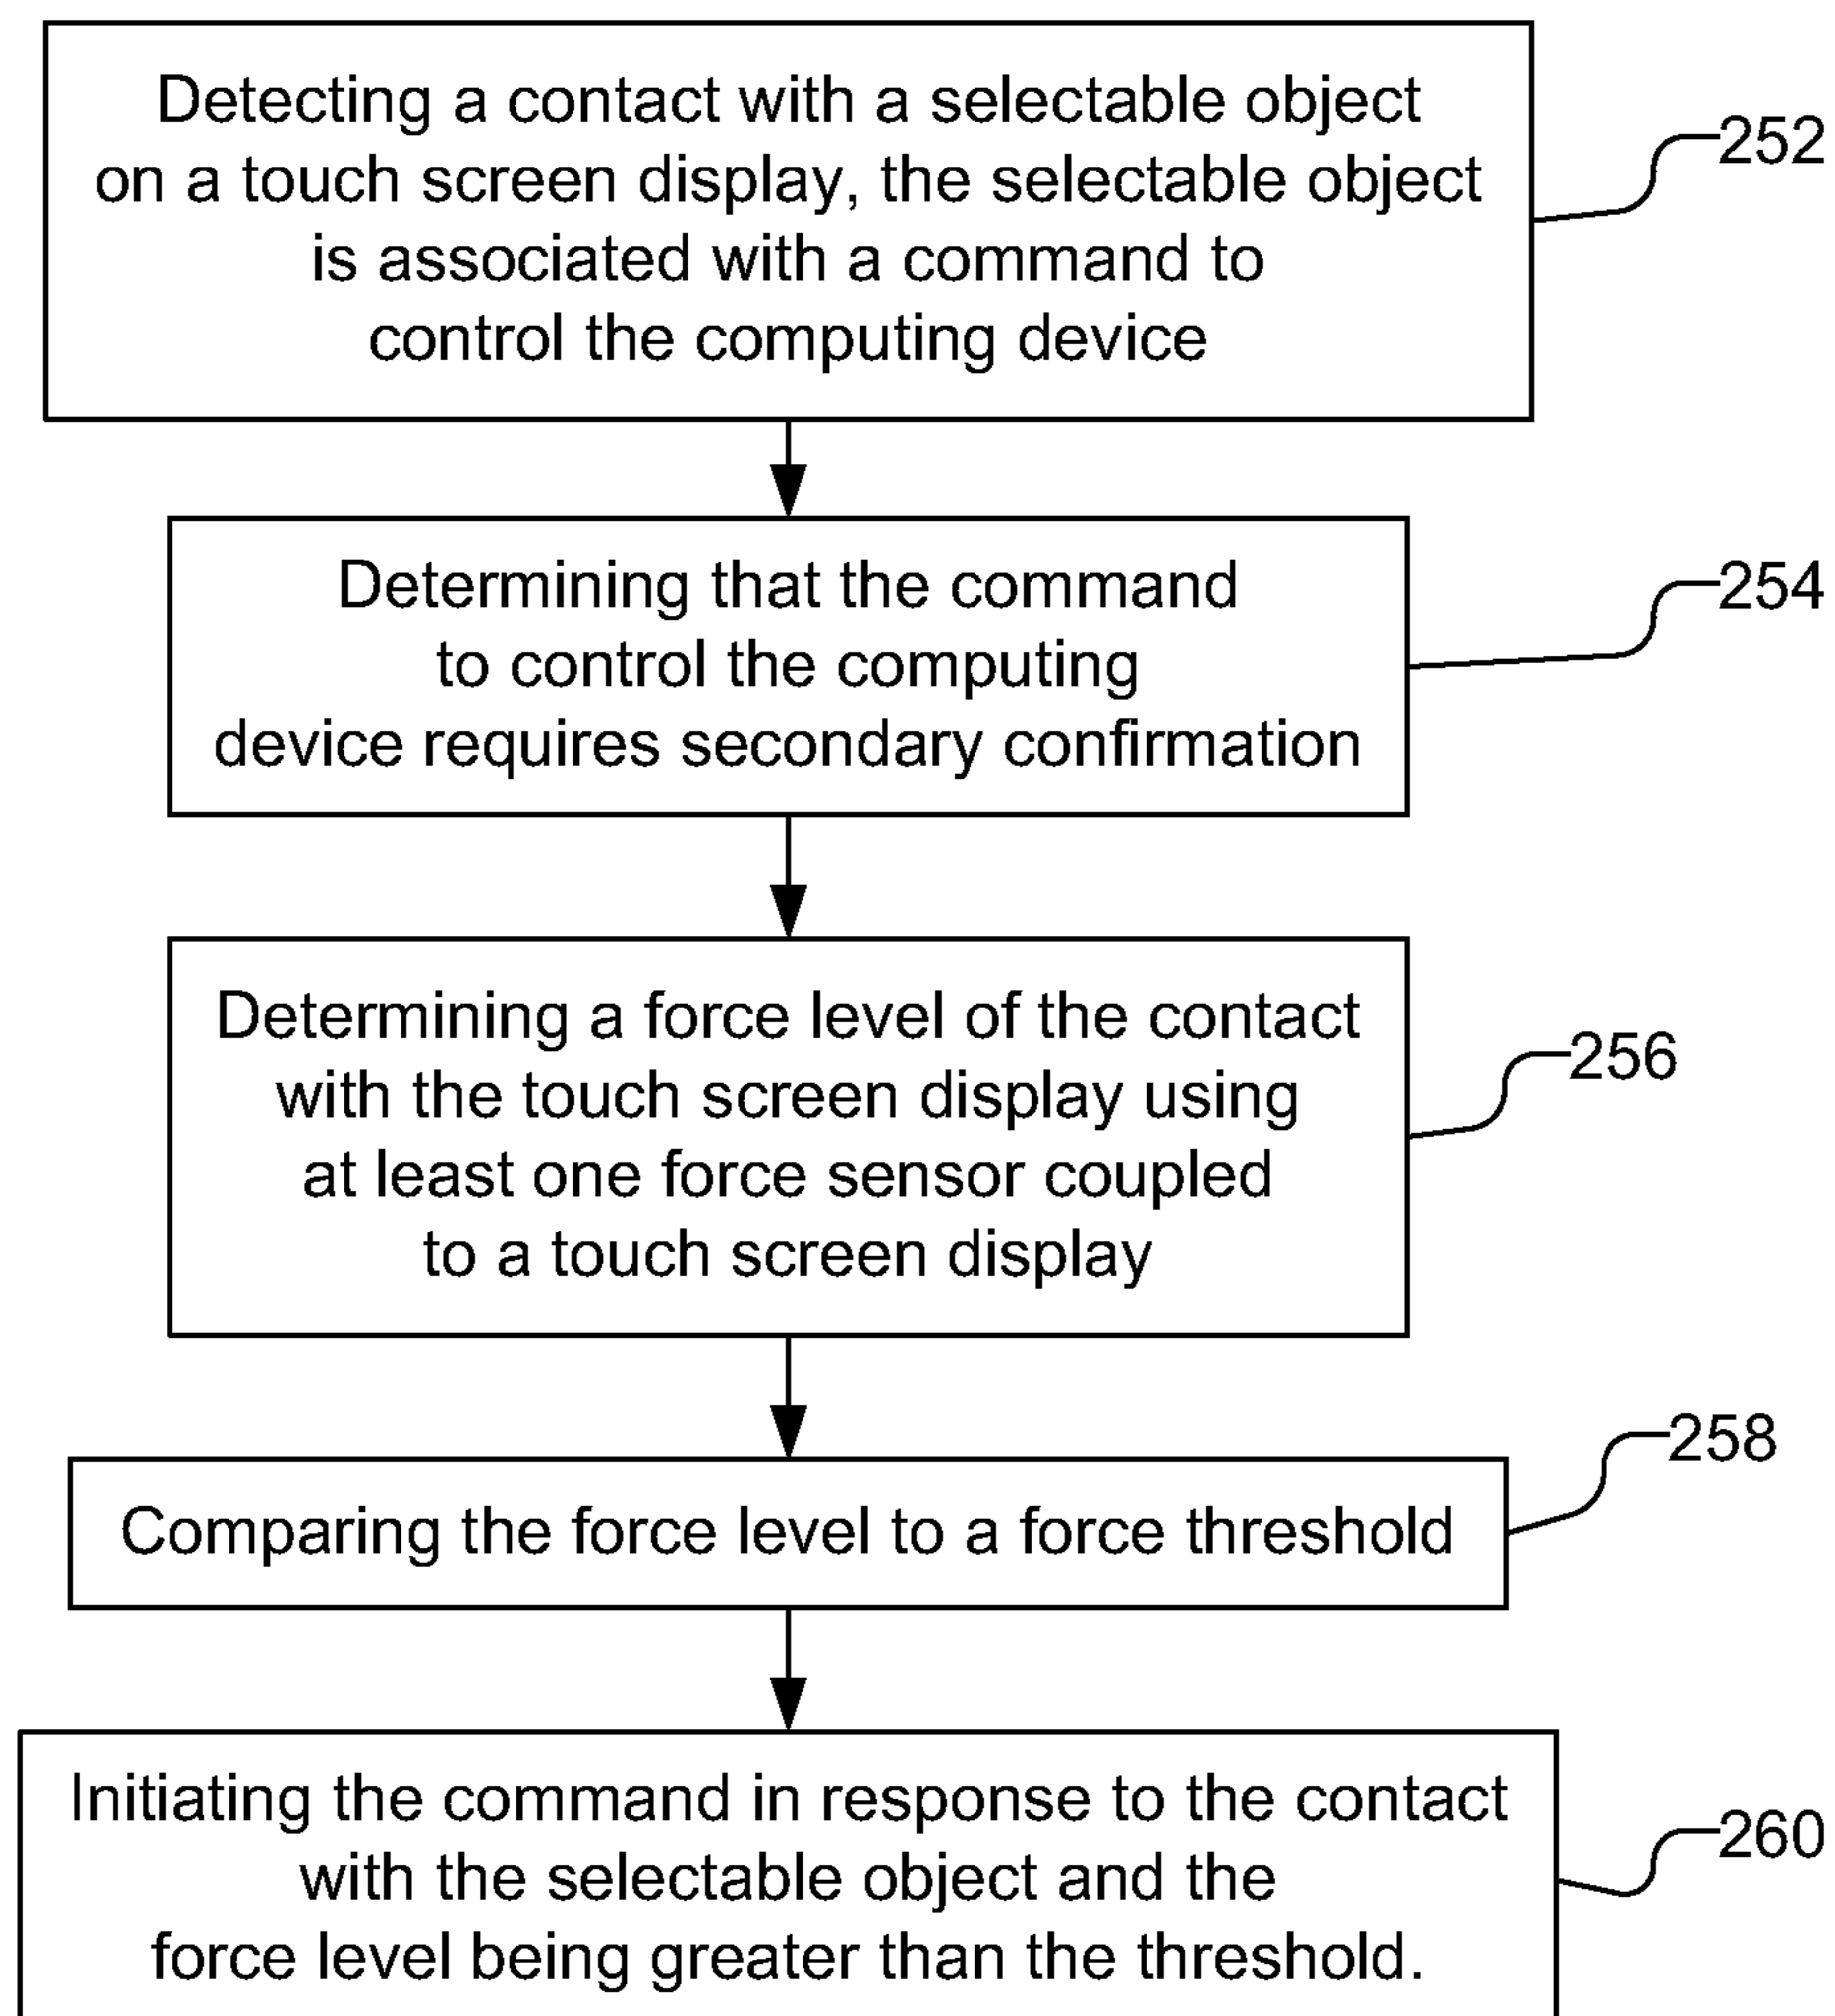 Detecting a contact with a selectable object
on a touch screen display, the selectable object
is associated with a command to
control the computing device
252
Determining that the command
to control the computing
device requires secondary confirmation
254
Determining a force level of the contact
with the touch screen display using
at least one force sensor coupled
to a touch screen display
256
Comparing the force level to a force threshold
258
Initiating the command in response to the contact
with the selectable object and the
force level being greater than the threshold.
260